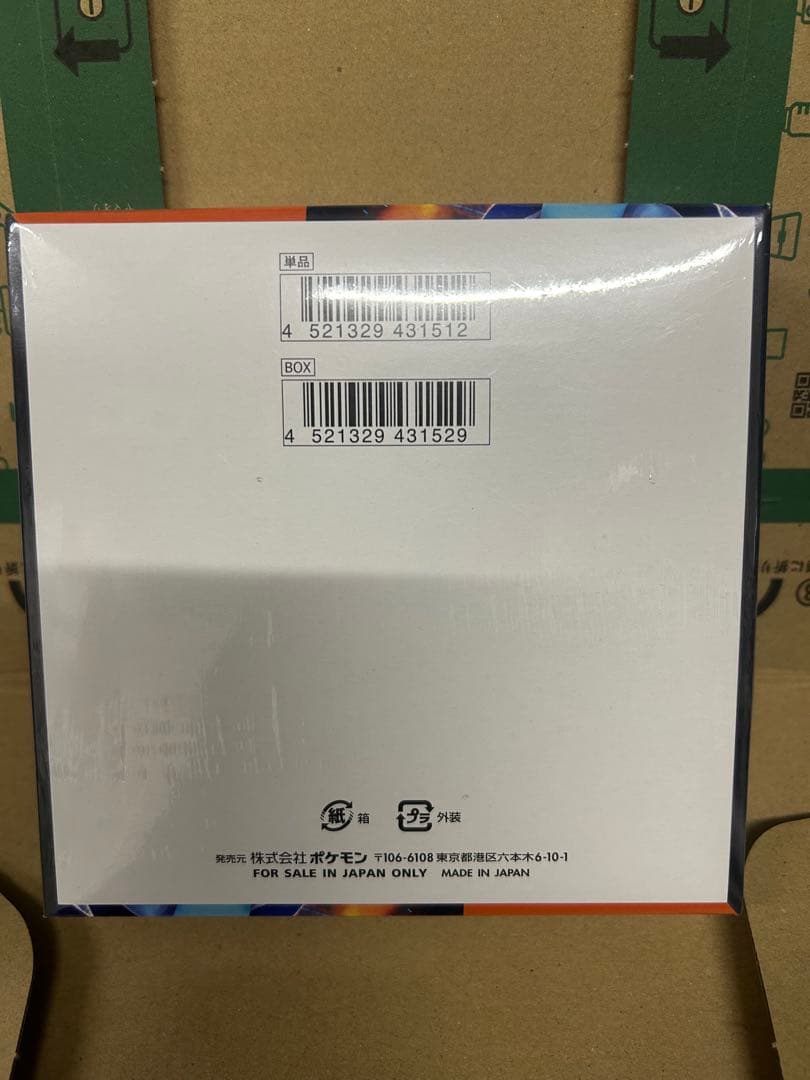 単品
4 521329 431512
BOX
4 521329 431529
紙 箱
プラ 外装
発売元 株式会社 ポケモン 〒106-6108 東京都港区六本木6-10-1
FOR SALE IN JAPAN ONLY MADE IN JAPAN